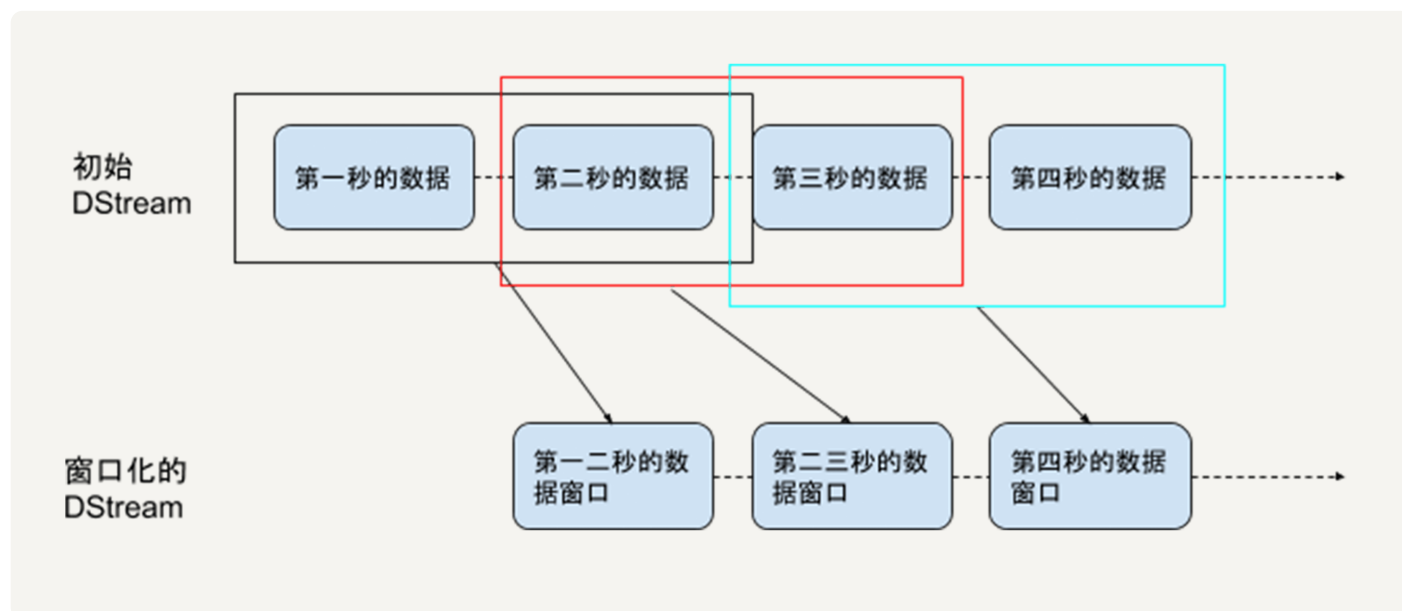 初始
DStream
第一秒的数据
第二秒的数据
第三秒的数据
第四秒的数据
窗口化的
DStream
第一二秒的数
据窗口
第二三秒的数
据窗口
第四秒的数据
窗口